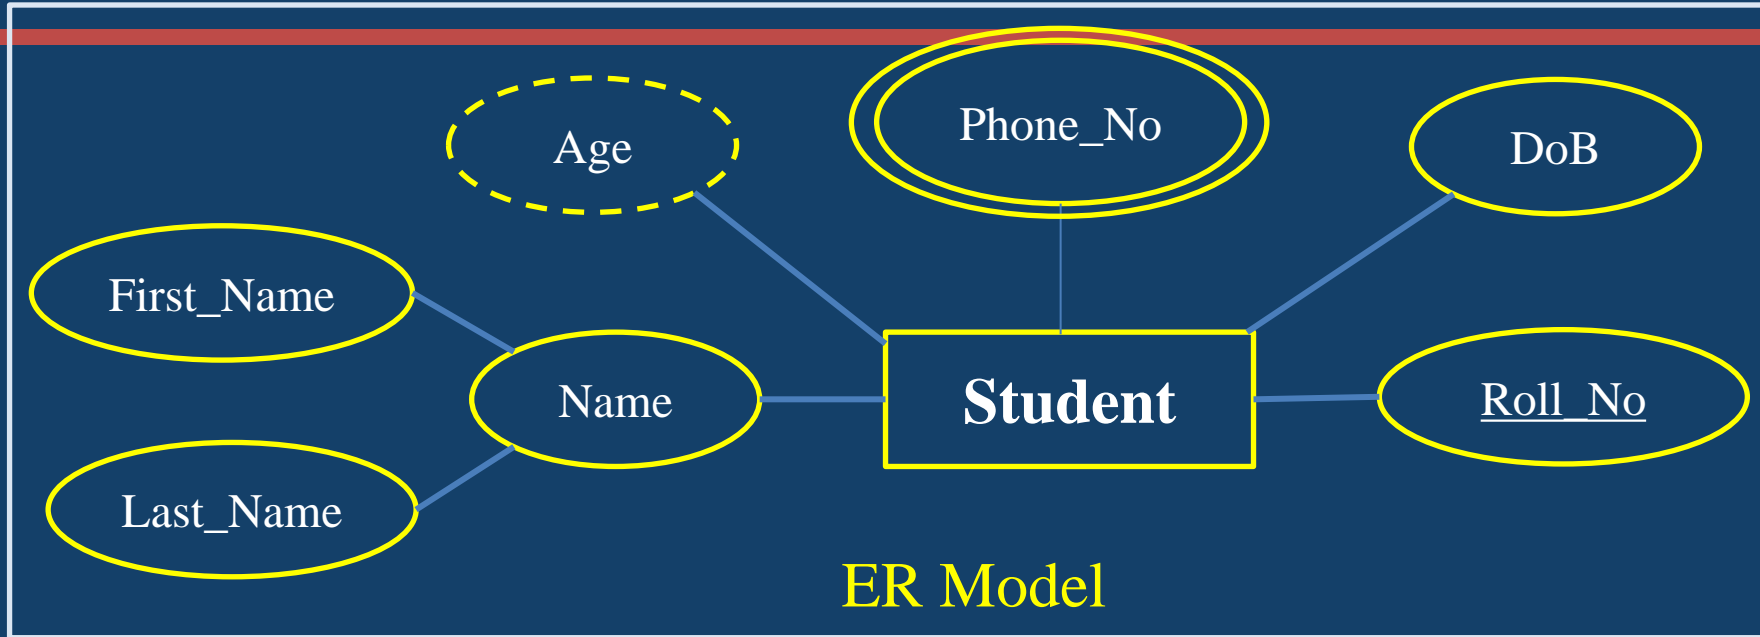 Phone_No
Age
DoB
First_Name
Name
Student
Roll_No
Last_Name
ER Model